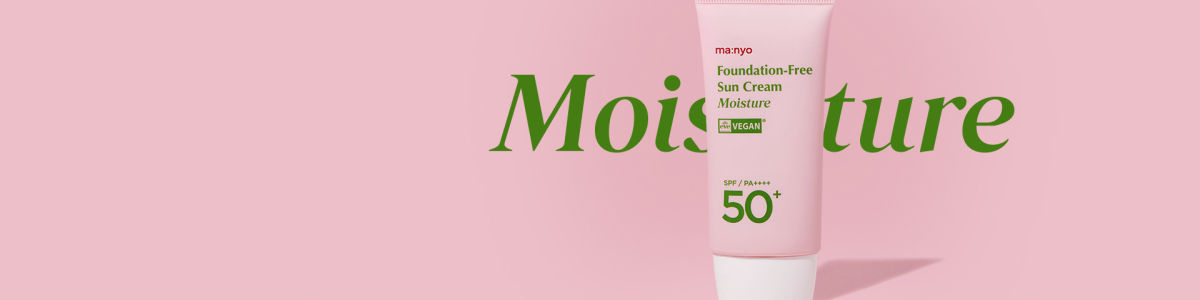 Moisture
ma:nyo
Foundation-Free
Sun Cream
Moisture
VEGAN
SPF / PA++++
50+